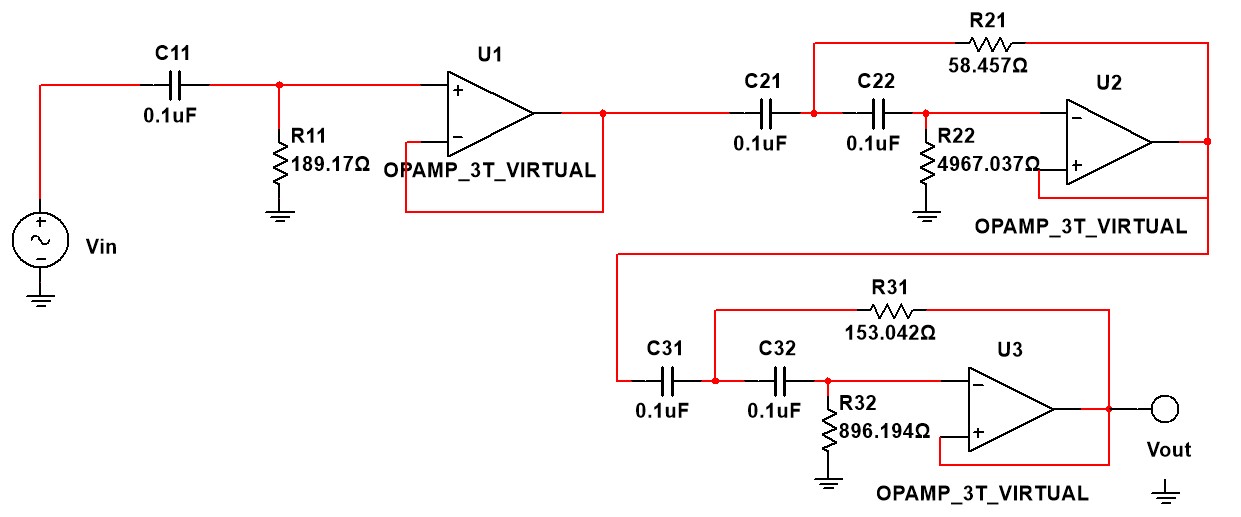 C11
0.1uF
R11
189.17Ω
U1
+
−
OPAMP_3T_VIRTUAL
+
−
Vin
C21
0.1uF
C22
0.1uF
R21
58.457Ω
R22
4967.037Ω
U2
−
+
OPAMP_3T_VIRTUAL
C31
0.1uF
C32
0.1uF
R31
153.042Ω
R32
896.194Ω
U3
−
+
OPAMP_3T_VIRTUAL
Vout